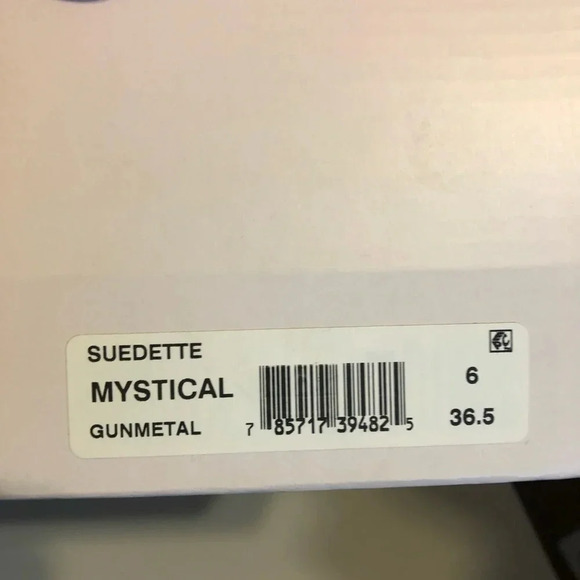 SUEDETTE
MYSTICAL
GUNMETAL
7 85717 39482 5
6
36.5